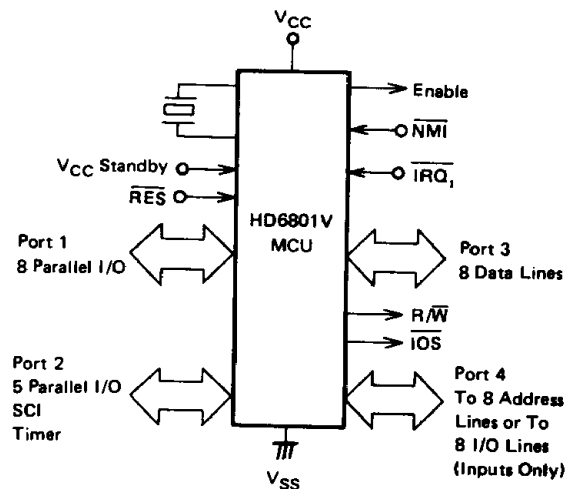 VCC
Enable
NMI
VCC Standby
IRQ1
RES
HD6801V
MCU
Port 1
8 Parallel I/O
Port 3
8 Data Lines
R/W
IOS
Port 2
5 Parallel I/O
SCI
Timer
Port 4
To 8 Address
Lines or To
8 I/O Lines
(Inputs Only)
VSS